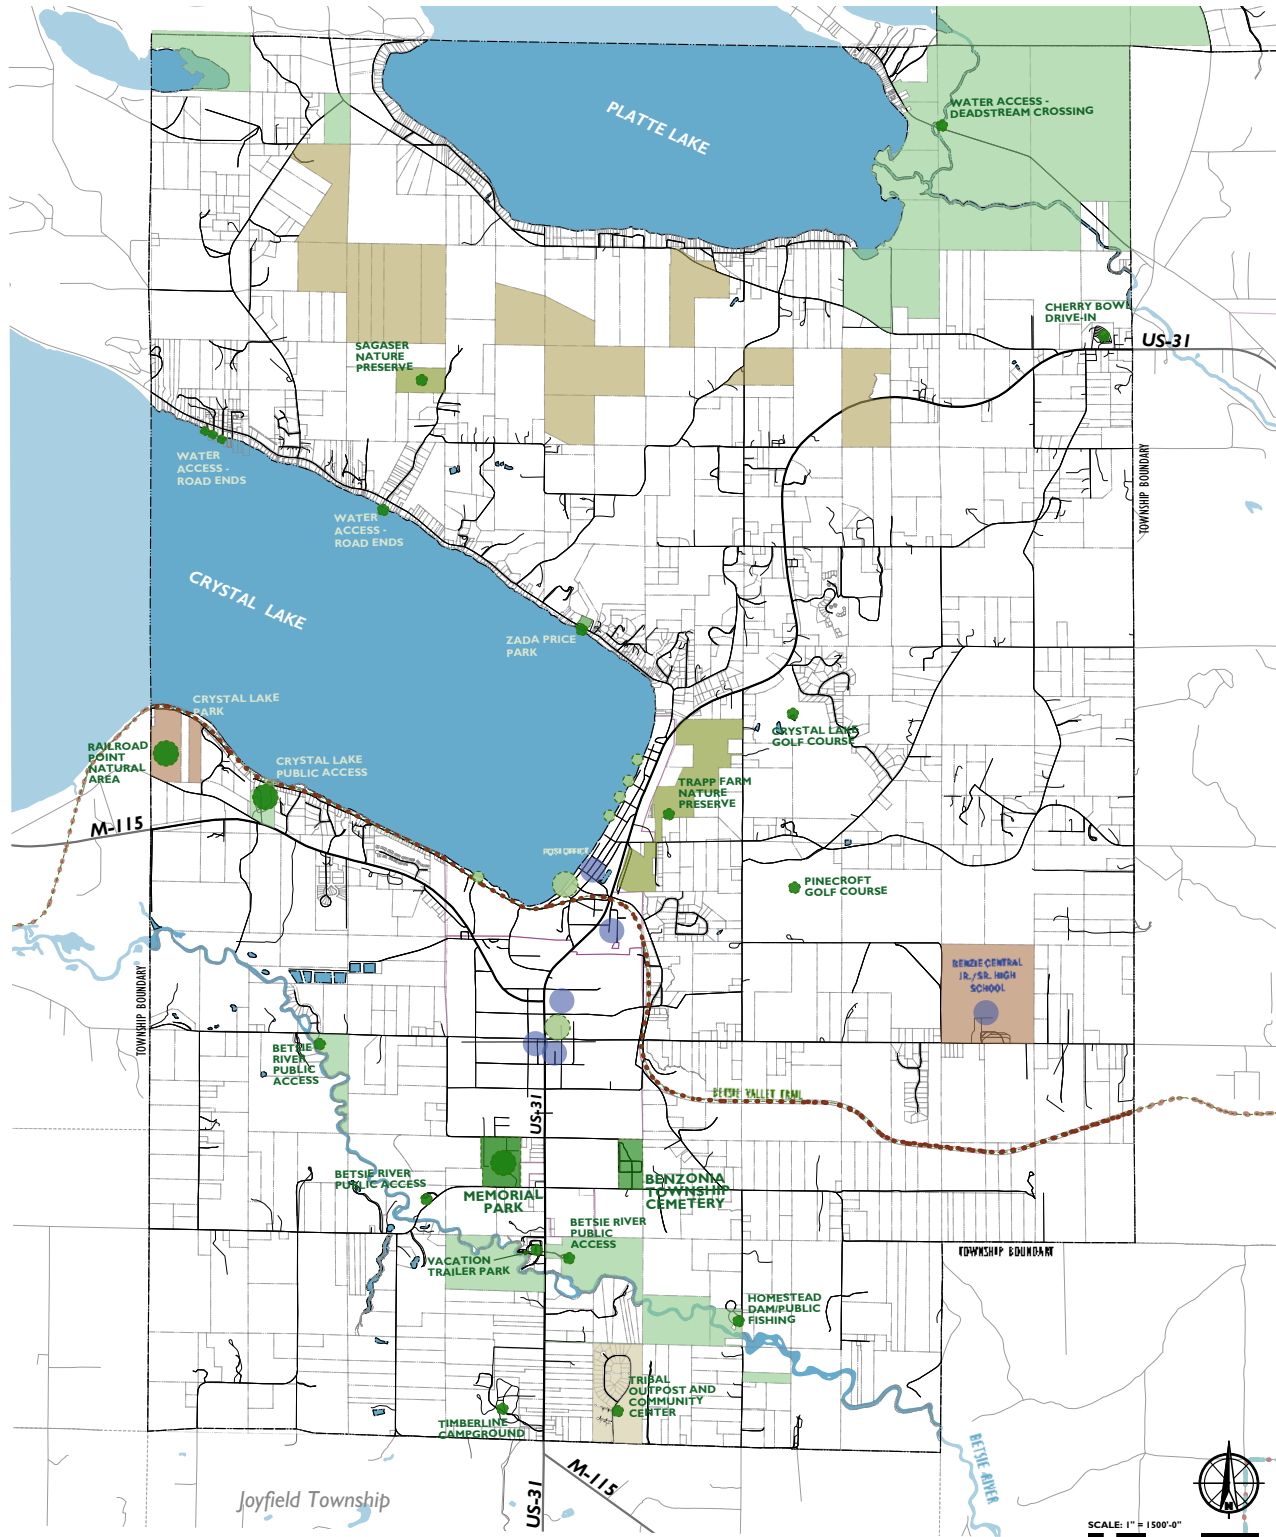 PLATTE LAKE
WATER ACCESS -
DEADSTREAM CROSSING
CHERRY BOWL
DRIVE-IN
US-31
SAGASER
NATURE
PRESERVE
WATER
ACCESS -
ROAD ENDS
TOWNSHIP BOUNDARY
WATER
ACCESS -
ROAD ENDS
CRYSTAL LAKE
ZADA PRICE
PARK
CRYSTAL LAKE
PARK
RAILROAD
POINT
NATURAL
AREA
CRYSTAL LAKE
PUBLIC ACCESS
CRYSTAL LAKE
GOLF COURSE
TRAPP FARM
NATURE
PRESERVE
M-115
POST OFFICE
PINECROFT
GOLF COURSE
BENZIE CENTRAL
JR./SR. HIGH
SCHOOL
TOWNSHIP BOUNDARY
BETSIE
RIVER
PUBLIC
ACCESS
BETSIE VALLEY TRAIL
US-31
BETSIE RIVER
PUBLIC ACCESS
MEMORIAL
PARK
BENZONIA
TOWNSHIP
CEMETERY
BETSIE RIVER
PUBLIC
ACCESS
VACATION
TRAILER PARK
TOWNSHIP BOUNDARY
HOMESTEAD
DAM/PUBLIC
FISHING
TRIBAL
OUTPOST AND
COMMUNITY
CENTER
TIMBERLINE
CAMPGROUND
BETSIE RIVER
M-115
US-31
Joyfield Township
N
SCALE: 1" = 1500'-0"